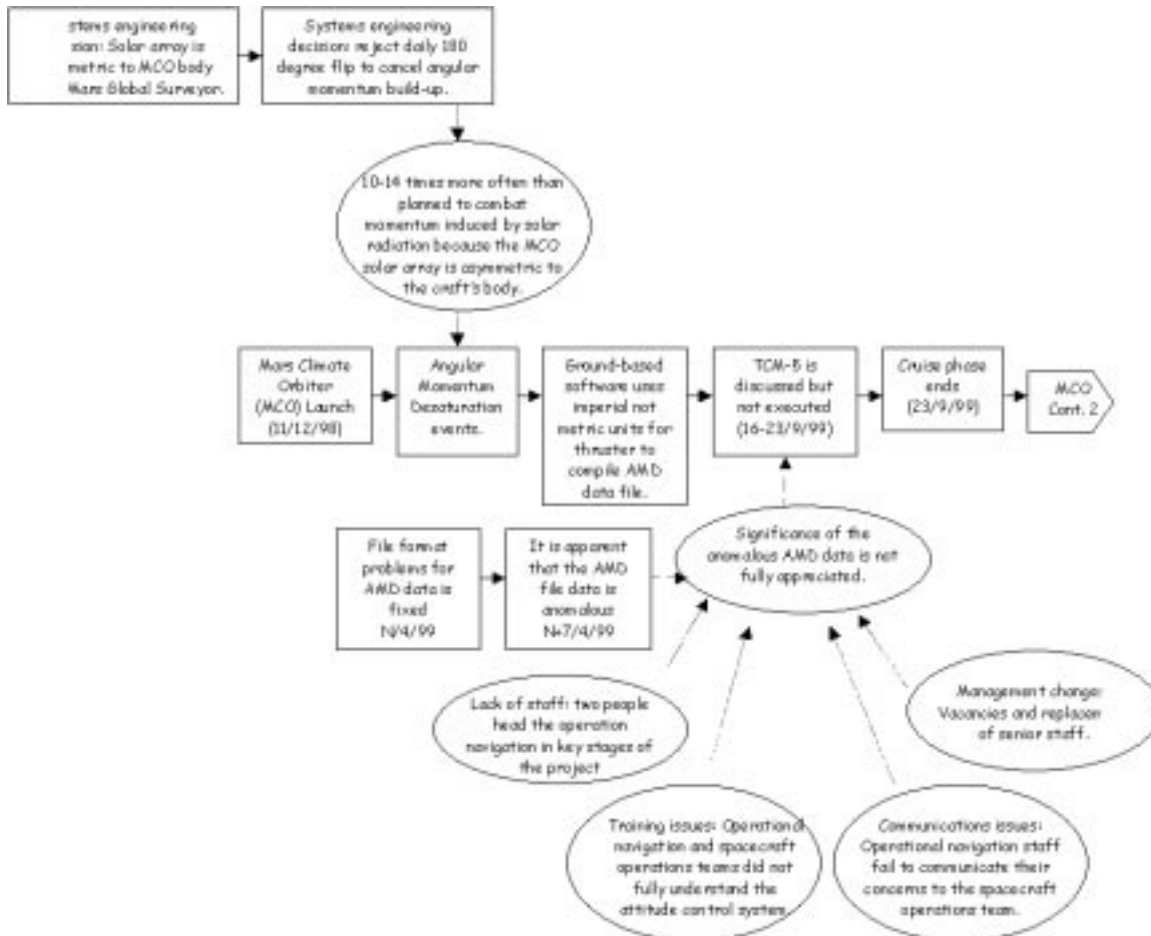 stems engineering
sion: Solar array is
metric to MCO body
Mars Global Surveyor.
Systems engineering
decision: reject daily 180
degree flip to cancel angular
momentum build-up.
10-14 times more often than
planned to combat
momentum induced by solar
radiation because the MCO
solar array is asymmetric to
the craft's body.
Mars Climate
Orbiter
(MCO) Launch
(11/12/98)
Angular
Momentum
Desaturation
events.
Ground-based
software uses
imperial not
metric units for
thruster to
compile AMD
data file.
TCM-5 is
discussed but
not executed
(16-23/9/99)
Cruise phase
ends
(23/9/99)
MCO
Cont. 2
File format
problems for
AMD data is
fixed
N/4/99
It is apparent
that the AMD
file data is
anomalous
N+7/4/99
Significance of the
anomalous AMD data is not
fully appreciated.
Lack of staff: two people
head the operation
navigation in key stages of
the project
Management change:
Vacancies and replacem
of senior staff.
Training issues: Operational
navigation and spacecraft
operations teams did not
fully understand the
attitude control system.
Communications issues:
Operational navigation staff
fail to communicate their
concerns to the spacecraft
operations team.